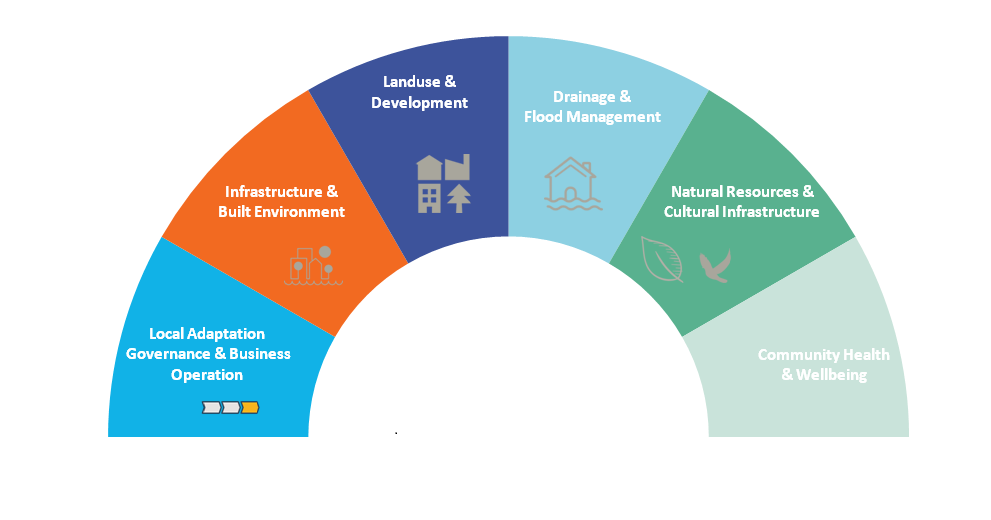 Landuse &
Development
Drainage &
Flood Management
Infrastructure &
Built Environment
Natural Resources &
Cultural Infrastructure
Local Adaptation
Governance & Business
Operation
Community Health
& Wellbeing
.